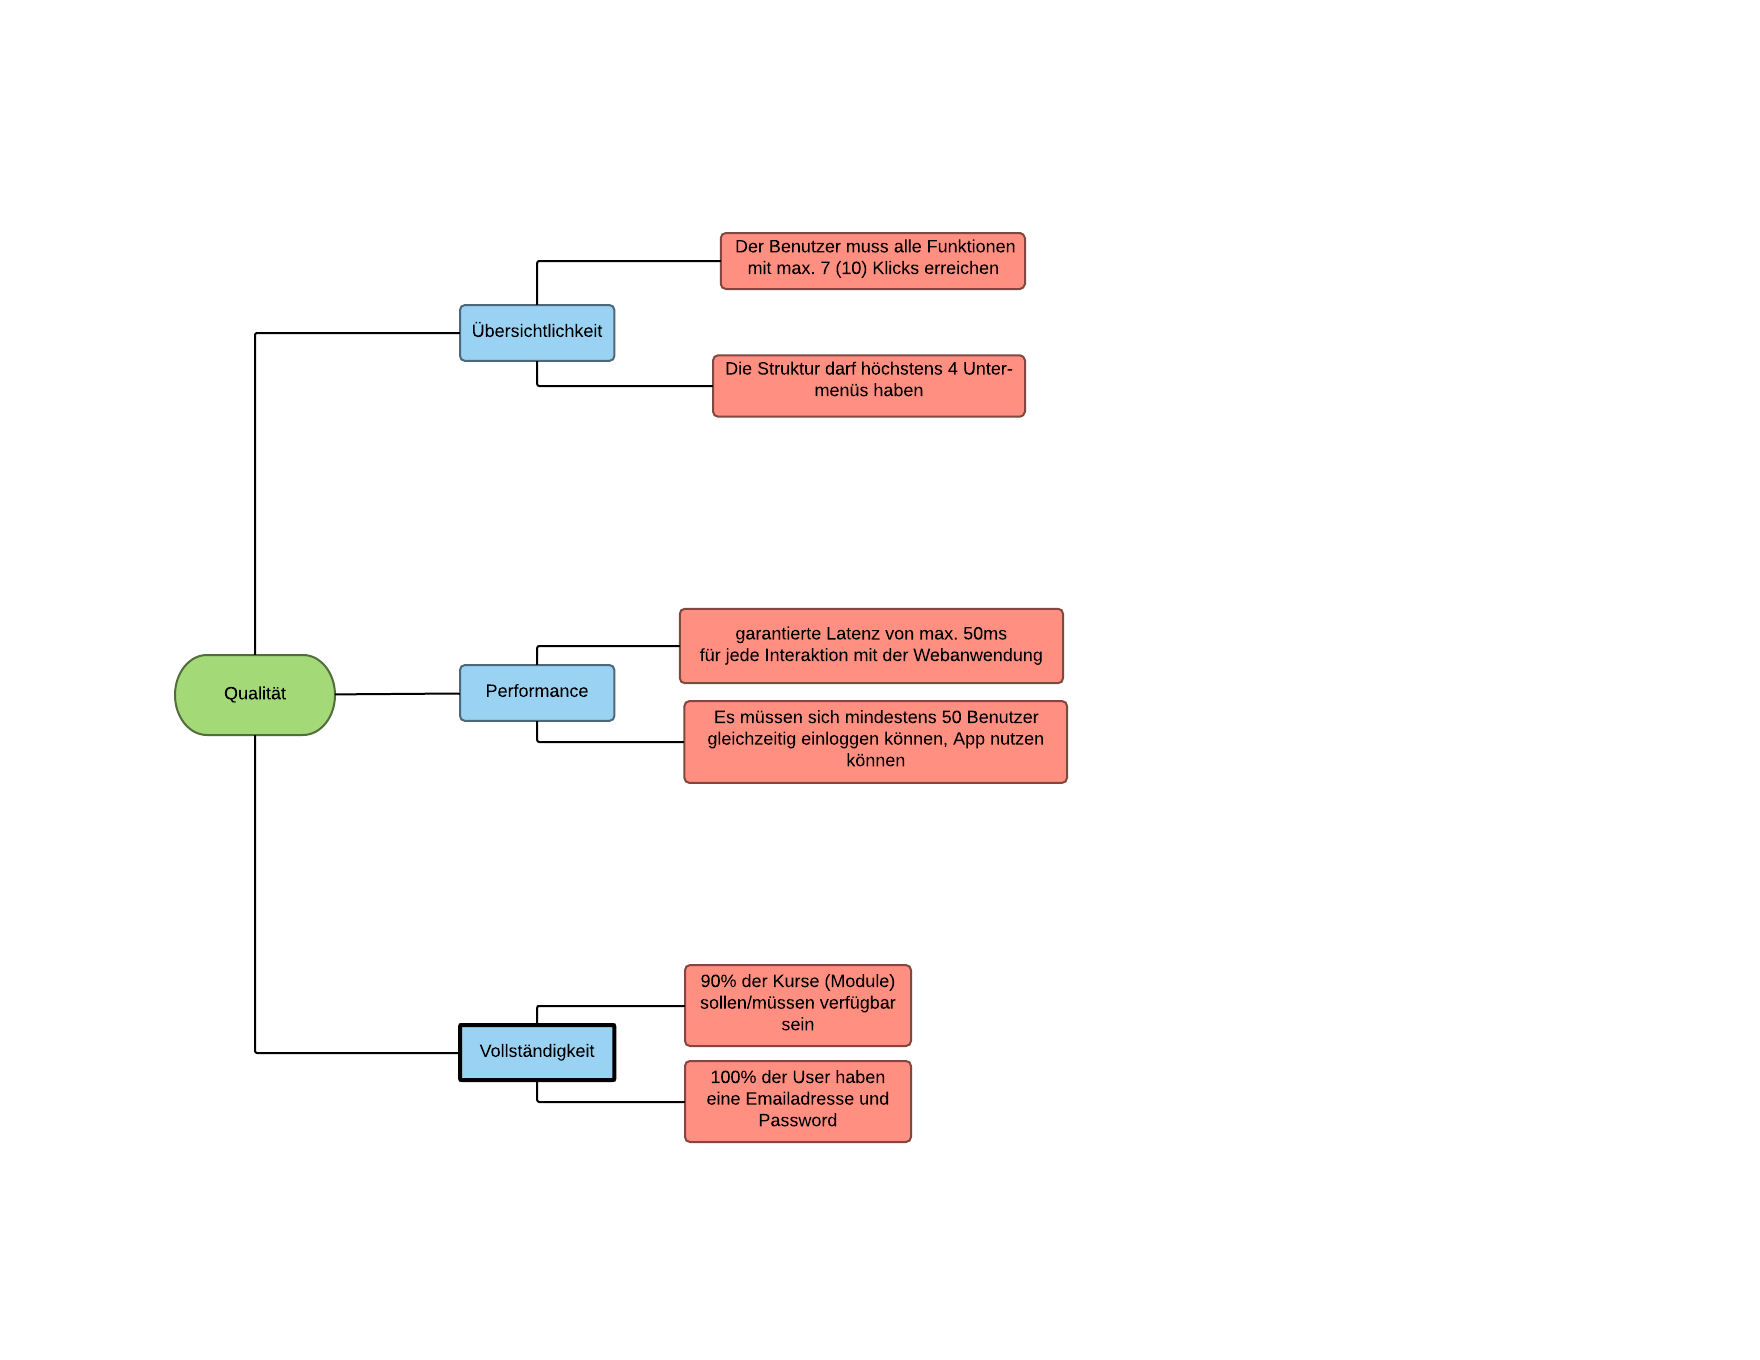 Der Benutzer muss alle Funktionen
mit max. 7 (10) Klicks erreichen
Übersichtlichkeit
Die Struktur darf höchstens 4 Unter-
menüs haben
garantierte Latenz von max. 50ms
für jede Interaktion mit der Webanwendung
Qualität
Performance
Es müssen sich mindestens 50 Benutzer
gleichzeitig einloggen können, App nutzen
können
90% der Kurse (Module)
sollen/müssen verfügbar
sein
Vollständigkeit
100% der User haben
eine Emailadresse und
Password